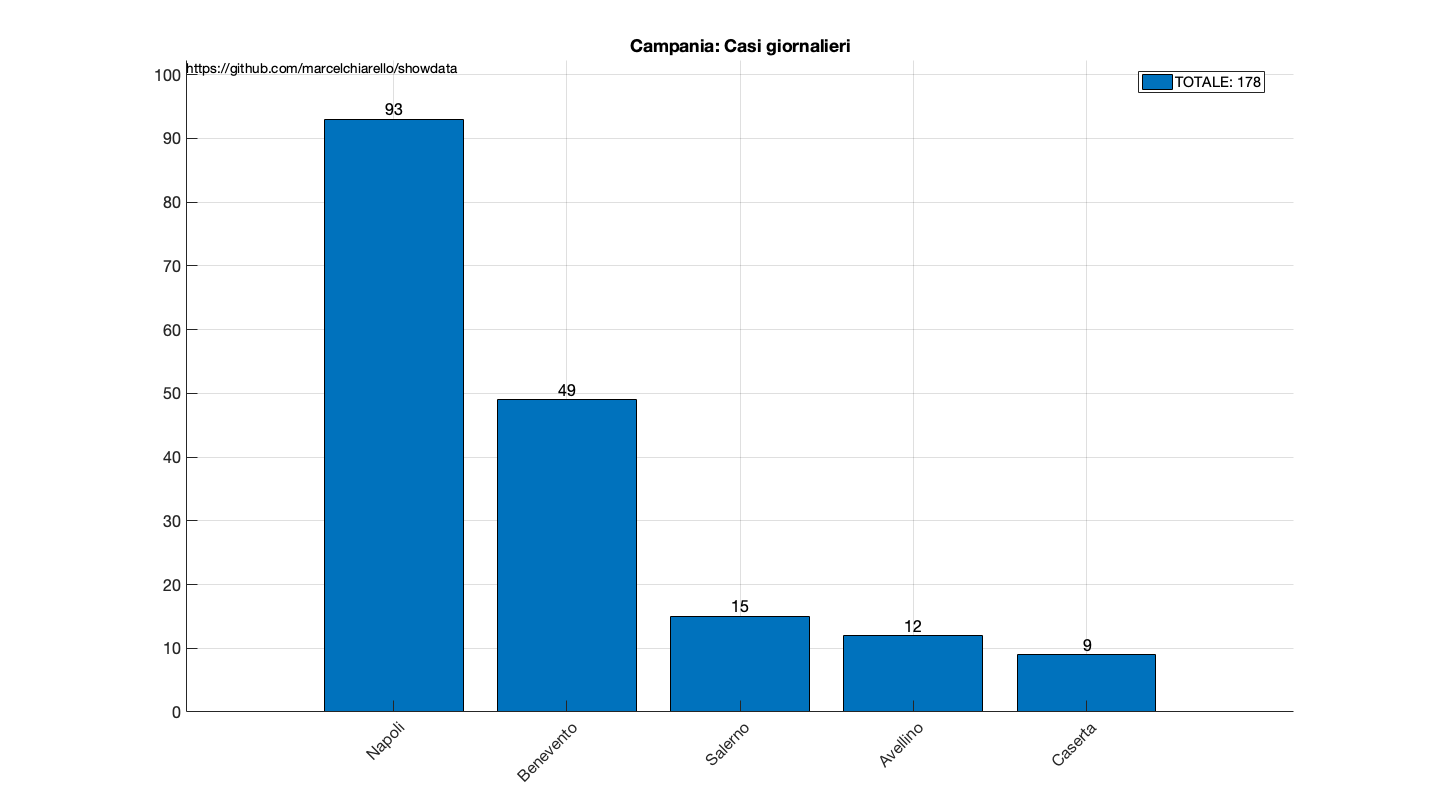 Campania: Casi giornalieri
https://github.com/marcelchiarello/showdata
TOTALE: 178
100
90
80
70
60
50
40
30
20
10
0
93
49
15
12
9
Napoli
Benevento
Salerno
Avellino
Caserta